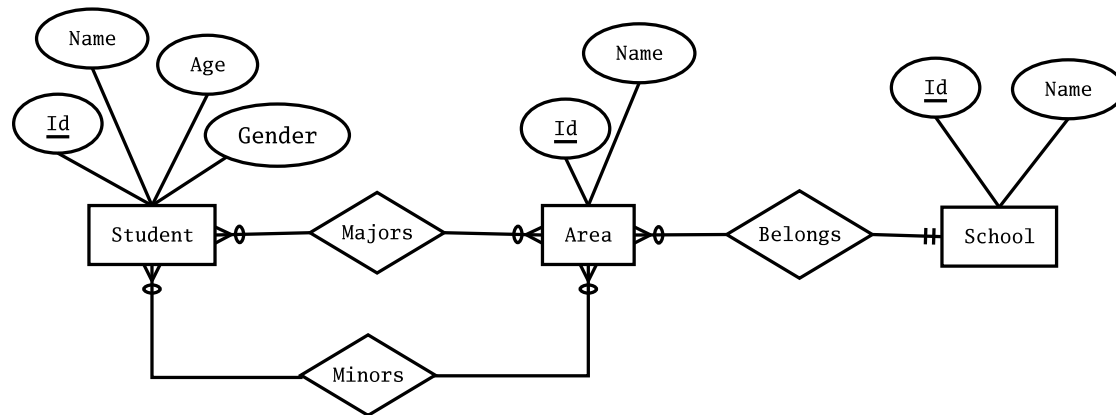 Name
Age
Id
Gender
Name
Id
Id
Name
Student
Majors
Area
Belongs
School
Minors